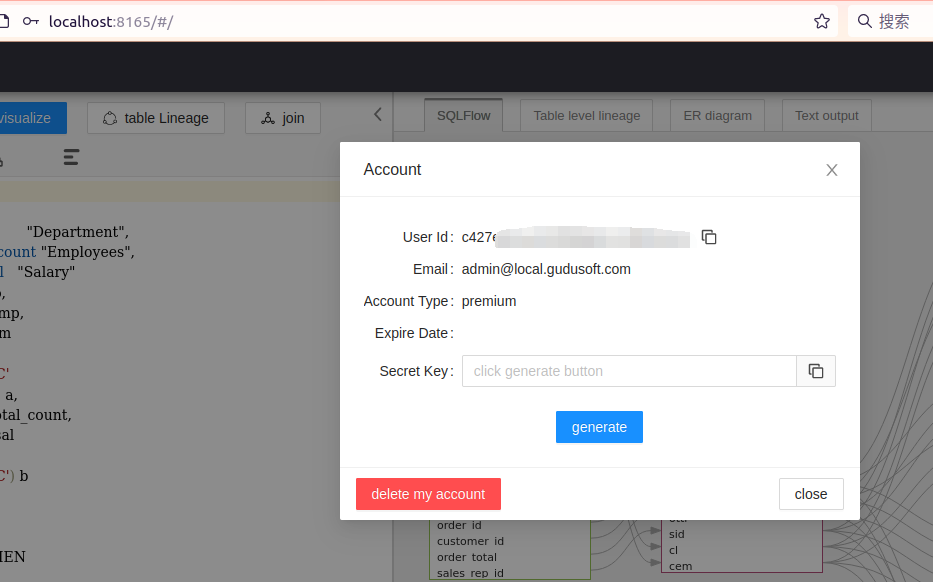 localhost:8165/#/
搜索
visualize
table Lineage
join
SQLFlow
Table level lineage
ER diagram
Text output
"Department",
count "Employees",
l "Salary"
mp,
m
C'
a,
otal_count,
sal
C') b
HEN
Account
User Id :
c427e
Email :
admin@local.gudusoft.com
Account Type :
premium
Expire Date :
Secret Key :
click generate button
generate
delete my account
close
order id
customer id
order total
sales rep id
sid
cl
cem